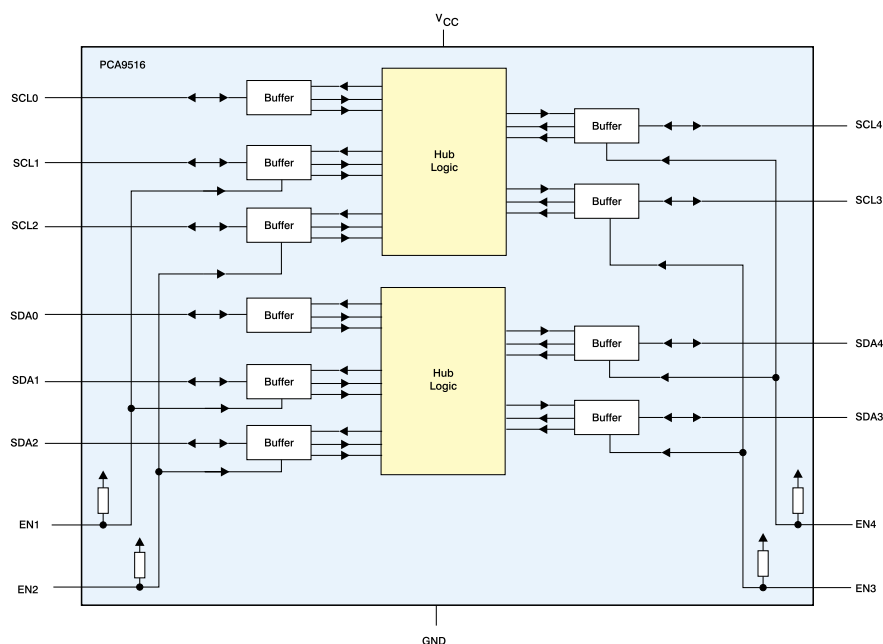 VCC
PCA9516
SCL0
Buffer
SCL1
Buffer
SCL2
Buffer
Hub
Logic
Buffer
SCL4
Buffer
SCL3
SDA0
Buffer
SDA1
Buffer
SDA2
Buffer
Hub
Logic
Buffer
SDA4
Buffer
SDA3
EN1
EN2
EN4
EN3
GND